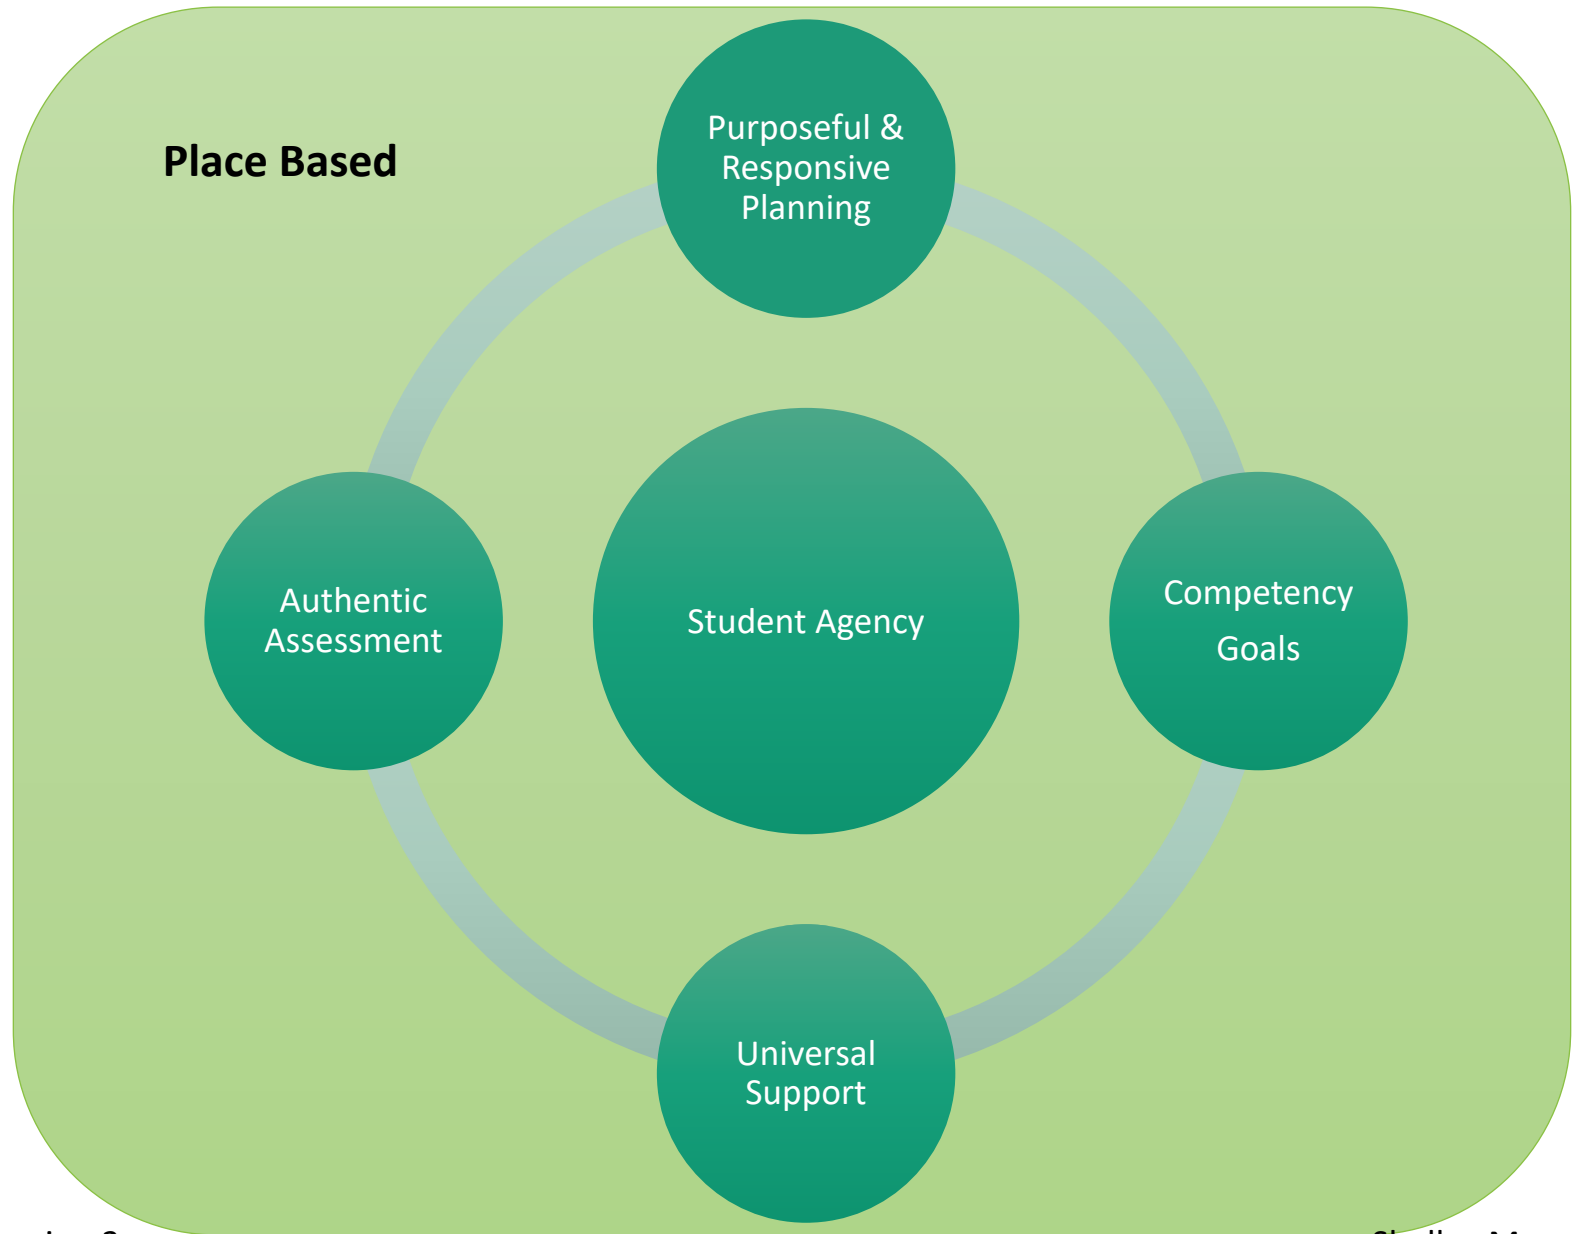 Place Based
Purposeful &
Responsive
Planning
Authentic
Assessment
Student Agency
Competency
Goals
Universal
Support